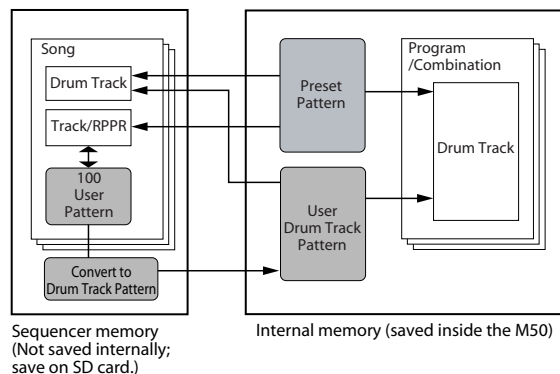 Song
Drum Track
Track/RPPR
100
User
Pattern
Convert to
Drum Track Pattern
Preset
Pattern
User
Drum Track
Pattern
Program
/Combination
Drum Track
Sequencer memory
(Not saved internally;
save on SD card.)
Internal memory (saved inside the M50)